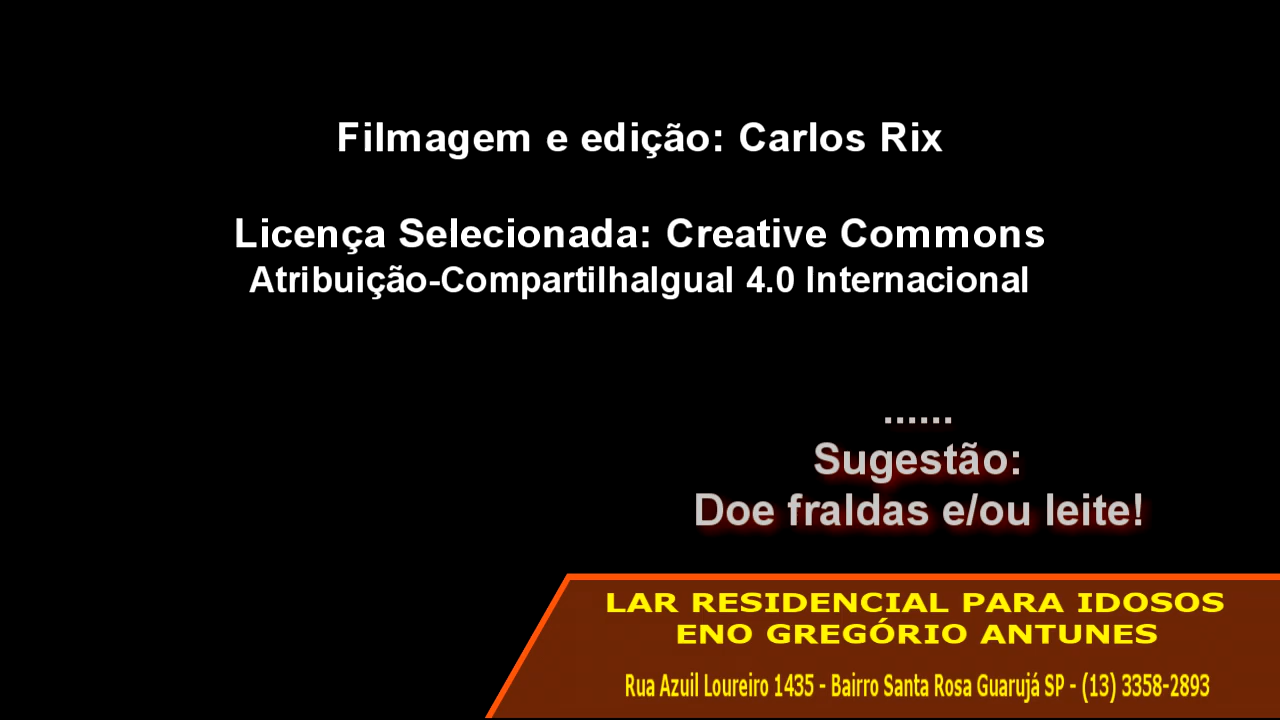 Filmagem e edição: Carlos Rix
Licença Selecionada: Creative Commons
Atribuição-CompartilhaIgual 4.0 Internacional
......
Sugestão:
Doe fraldas e/ou leite!
LAR RESIDENCIAL PARA IDOSOS
ENO GREGÓRIO ANTUNES
Rua Azuil Loureiro 1435 - Bairro Santa Rosa Guarujá SP - (13) 3358-2893